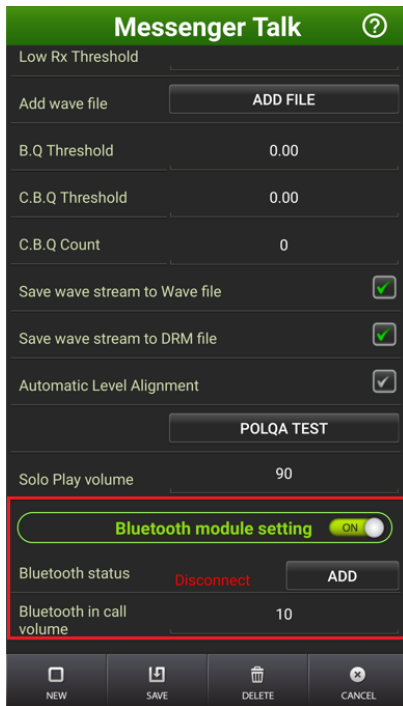 Messenger Talk
Low Rx Threshold
Add wave file ADD FILE
B.Q Threshold 0.00
C.B.Q Threshold 0.00
C.B.Q Count 0
Save wave stream to Wave file
Save wave stream to DRM file
Automatic Level Alignment
POLQA TEST
Solo Play volume 90
Bluetooth module setting ON
Bluetooth status Disconnect ADD
Bluetooth in call 10
volume
NEW SAVE DELETE CANCEL